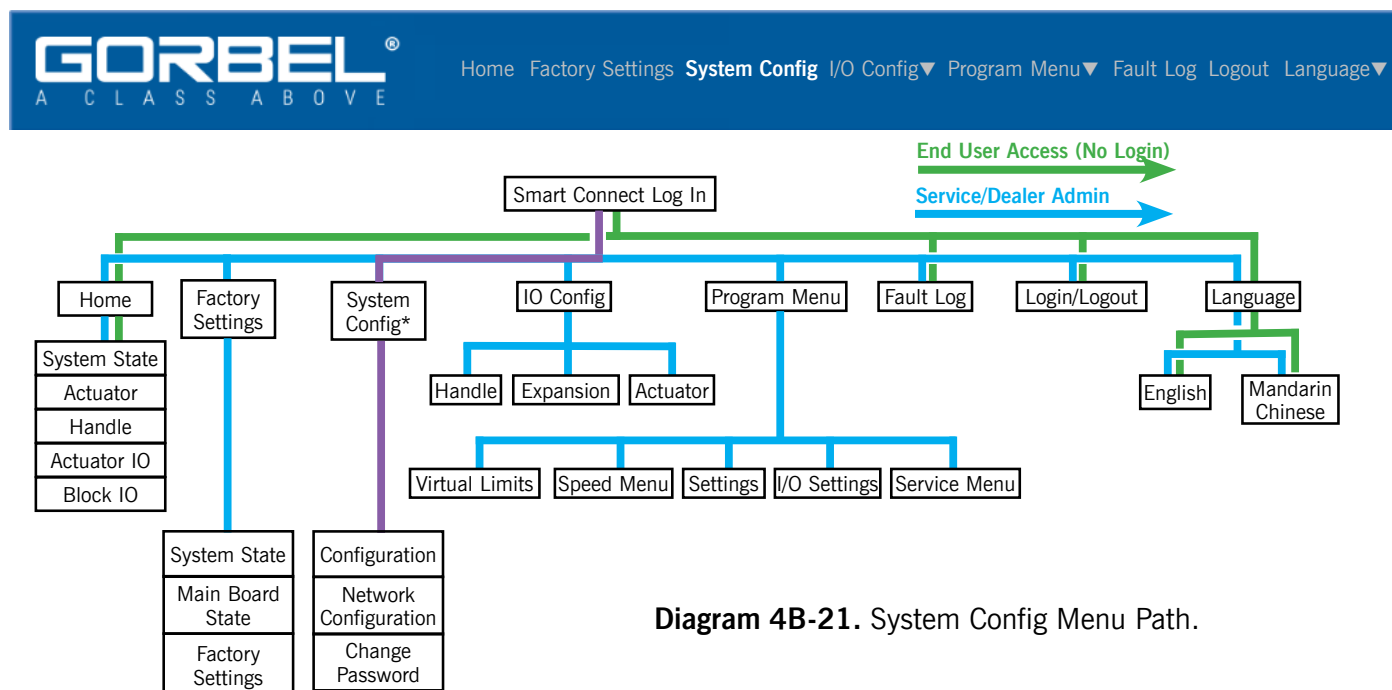 GORBEL®
A CLASS ABOVE
Home Factory Settings System Config I/O Config▼ Program Menu▼ Fault Log Logout Language▼
End User Access (No Login)
Service/Dealer Admin
Smart Connect Log In
Home
Factory
Settings
System
Config*
IO Config
Program Menu
Fault Log
Login/Logout
Language
System State
Actuator
Handle
Actuator IO
Block IO
Handle
Expansion
Actuator
English
Mandarin
Chinese
Virtual Limits
Speed Menu
Settings
I/O Settings
Service Menu
System State
Main Board
State
Factory
Settings
Configuration
Network
Configuration
Change
Password
Diagram 4B-21. System Config Menu Path.